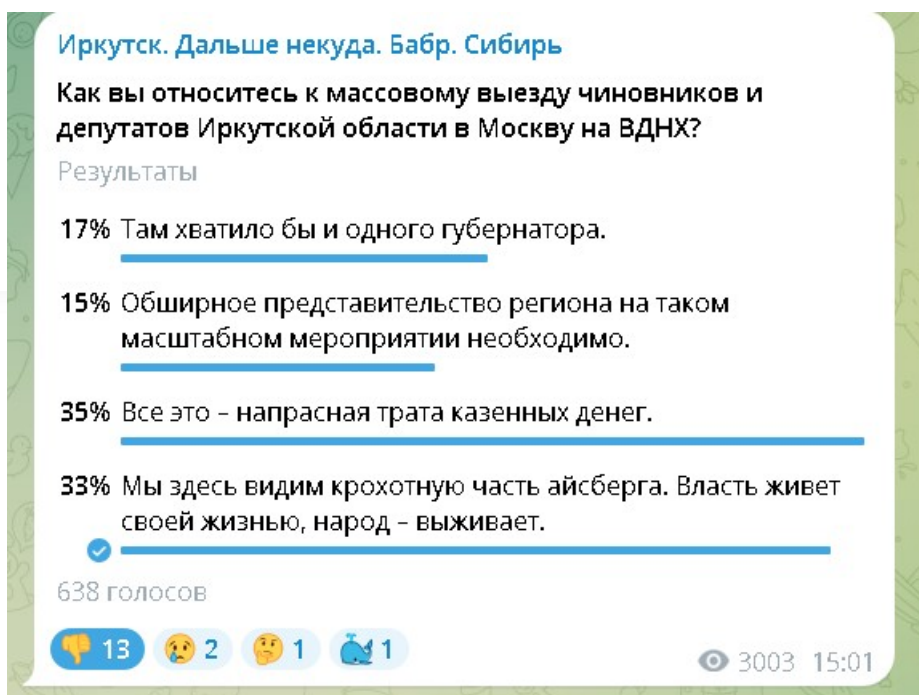 Иркутск. Дальше некуда. Бабр. Сибирь
Как вы относитесь к массовому выезду чиновников и
депутатов Иркутской области в Москву на ВДНХ?
Результаты
17% Там хватило бы и одного губернатора.
15% Обширное представительство региона на таком
масштабном мероприятии необходимо.
35% Все это – напрасная трата казенных денег.
33% Мы здесь видим крохотную часть айсберга. Власть живет
своей жизнью, народ – выживает.
638 голосов
13 2 1 1 3003 15:01